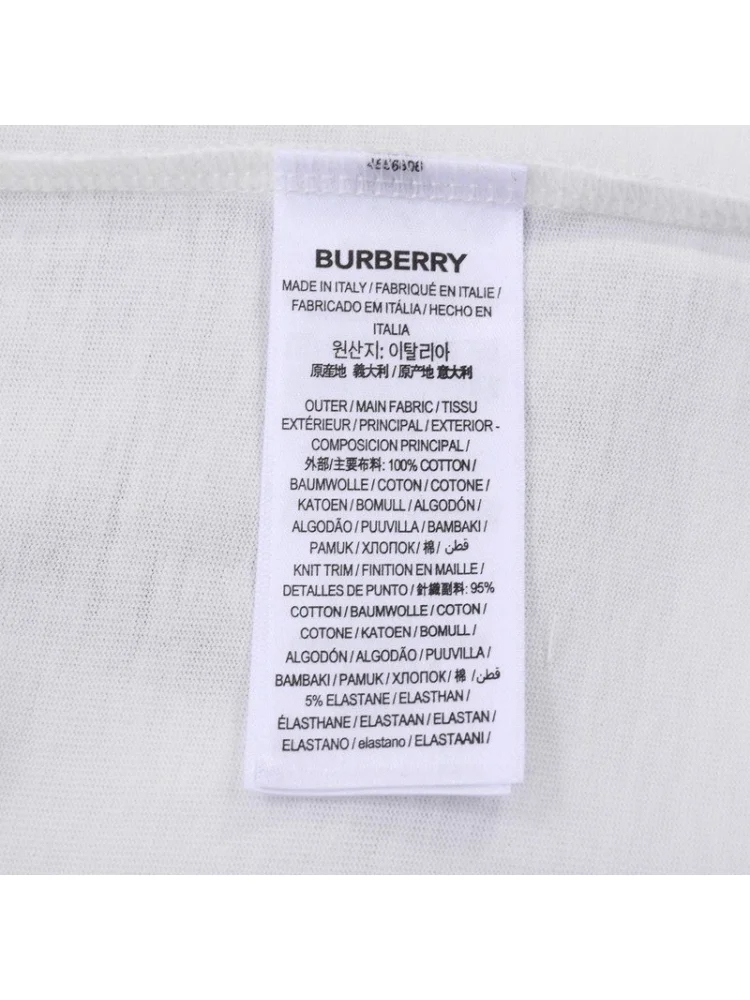 BURBERRY
MADE IN ITALY / FABRIQUÉ EN ITALIE /
FABRICADO EM ITÁLIA / HECHO EN
ITALIA
원산지: 이탈리아
原産地 義大利 / 原产地 意大利
OUTER / MAIN FABRIC / TISSU
EXTÉRIEUR / PRINCIPAL / EXTERIOR -
COMPOSICION PRINCIPAL /
外部/主要布料: 100% COTTON /
BAUMWOLLE / COTON / COTONE /
KATOEN / BOMULL / ALGODÓN /
ALGODÃO / PUUVILLA / BAMBAKI /
PAMUK / ХЛОПОК / 棉 / قطن /
KNIT TRIM / FINITION EN MAILLE /
DETALLES DE PUNTO / 針織副料: 95%
COTTON / BAUMWOLLE / COTON /
COTONE / KATOEN / BOMULL /
ALGODÓN / ALGODÃO / PUUVILLA /
BAMBAKI / PAMUK / ХЛОПОК / 棉 / قطن /
5% ELASTANE / ELASTHAN /
ÉLASTHANE / ELASTAAN / ELASTAN /
ELASTANO / elastano / ELASTAANI /